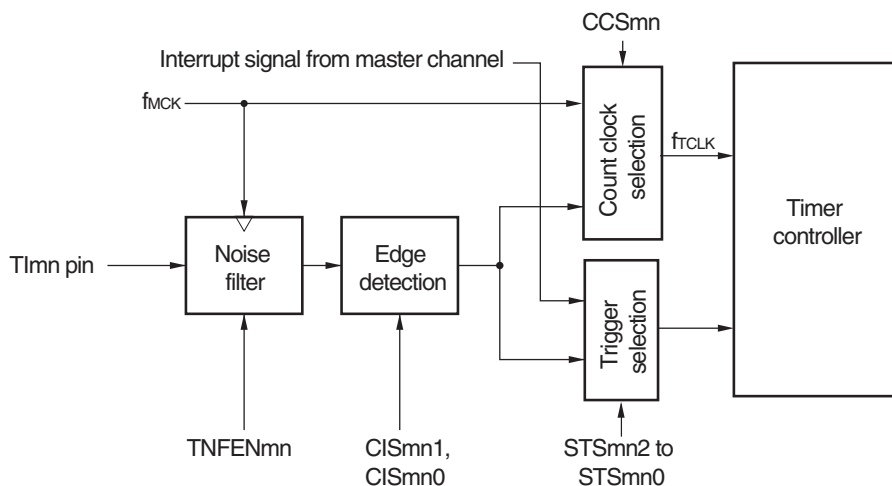 CCSmn
Interrupt signal from master channel
fMCK
Count clock
selection
fTCLK
Timer
controller
TImn pin
Noise
filter
Edge
detection
Trigger
selection
TNFENmn
CISmn1,
CISmn0
STSmn2 to
STSmn0